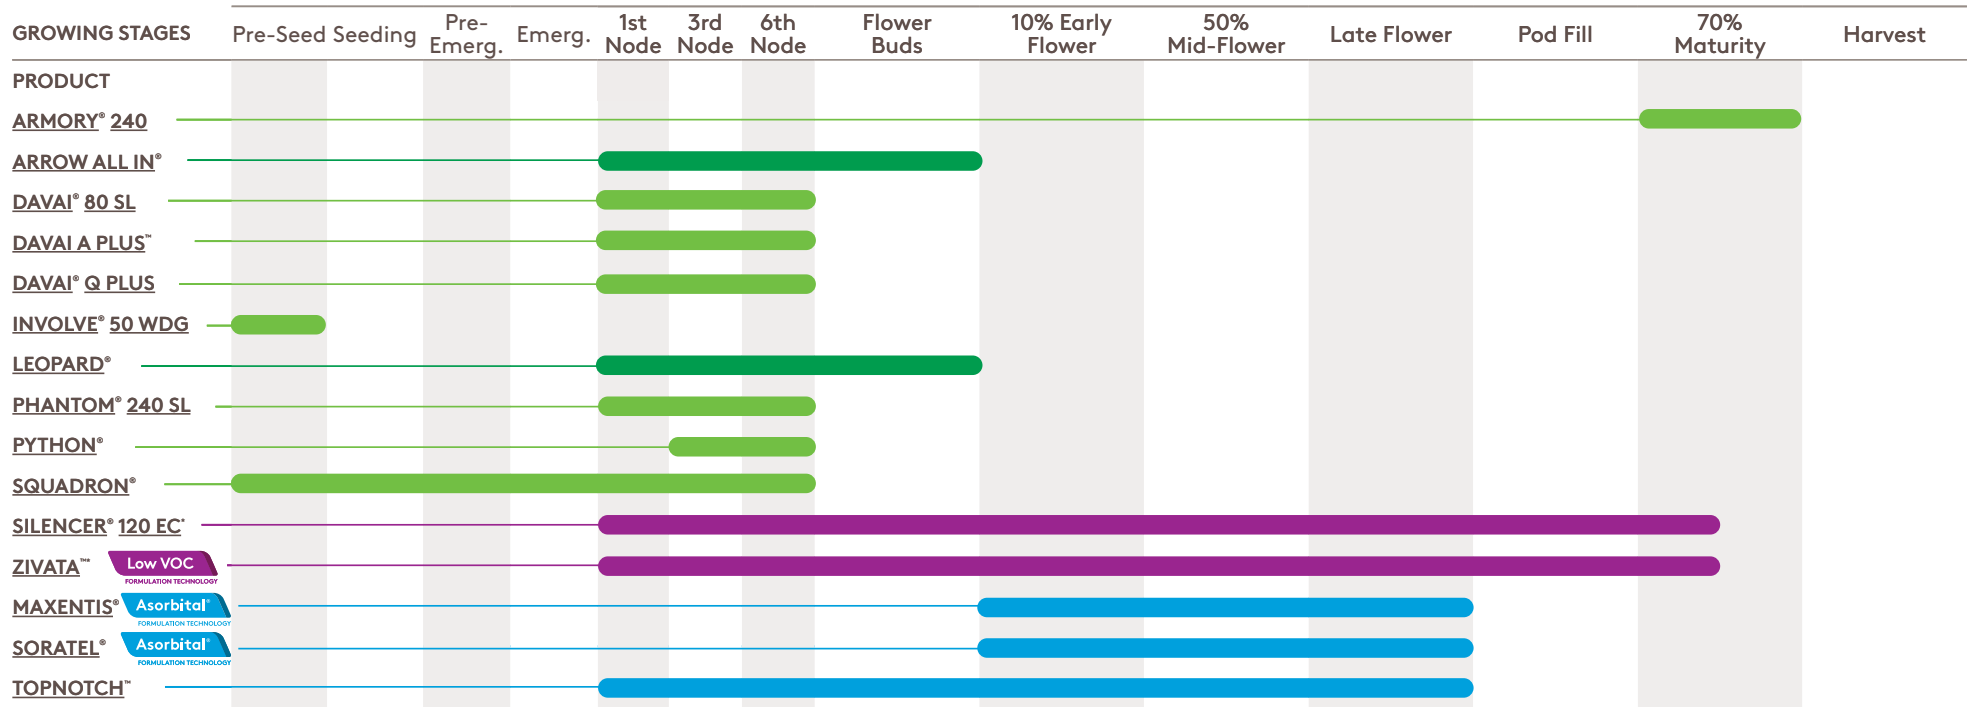 GROWING STAGES Pre-Seed Seeding Pre-Emerg. Emerg. 1st Node 3rd Node 6th Node Flower Buds 10% Early Flower 50% Mid-Flower Late Flower Pod Fill 70% Maturity Harvest
PRODUCT
ARMORY® 240
ARROW ALL IN®
DAVAI® 80 SL
DAVAI A PLUS™
DAVAI® Q PLUS
INVOLVE® 50 WDG
LEOPARD®
PHANTOM® 240 SL
PYTHON®
SQUADRON®
SILENCER® 120 EC*
ZIVATA™* Low VOC
FORMULATION TECHNOLOGY
MAXENTIS® Asorbital®
FORMULATION TECHNOLOGY
SORATEL® Asorbital®
FORMULATION TECHNOLOGY
TOPNOTCH™